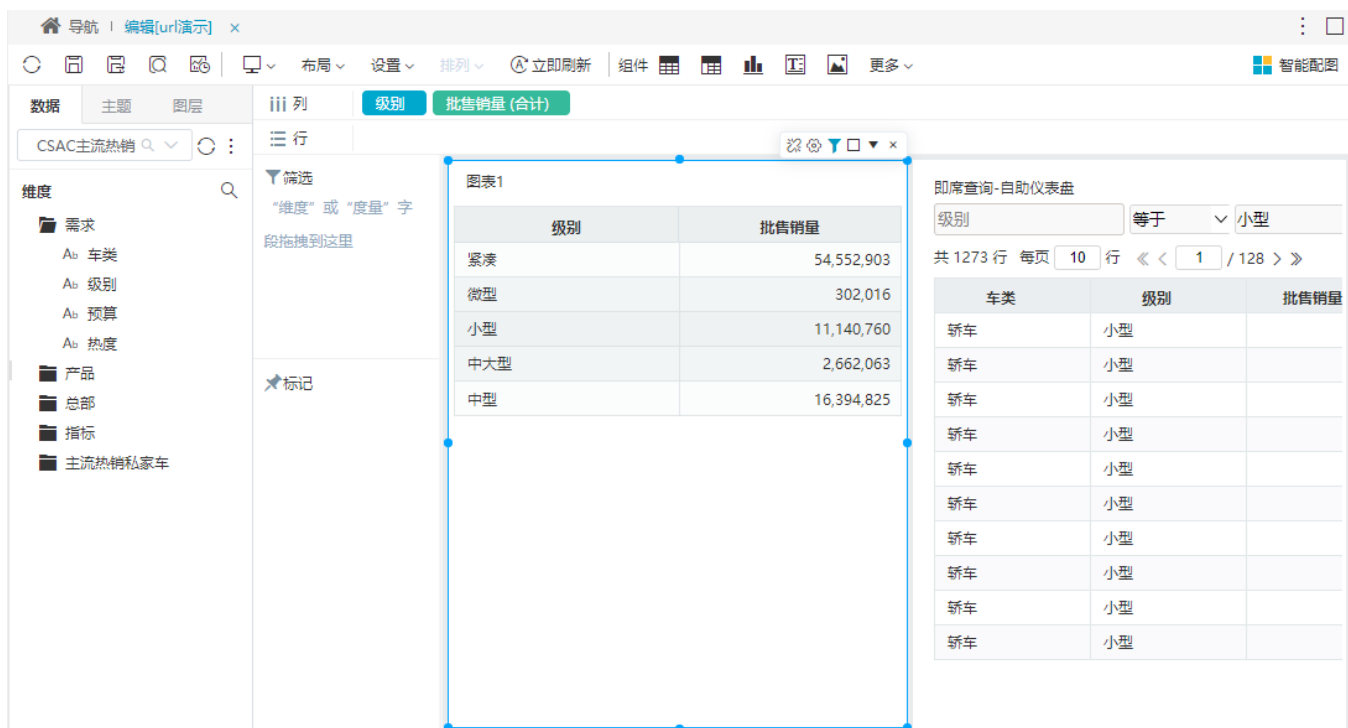 导航 编辑[url演示] ×
布局 设置 排列 立即刷新 组件 更多 智能配图
数据 主题 图层
CSAC主流热销
维度
需求
Ab 车类
Ab 级别
Ab 预算
Ab 热度
产品
总部
指标
主流热销私家车
列 级别 批售销量 (合计)
行
筛选
“维度” 或 “度量” 字
段拖拽到这里
标记
图表1
级别 批售销量
紧凑 54,552,903
微型 302,016
小型 11,140,760
中大型 2,662,063
中型 16,394,825
即席查询-自助仪表盘
级别 等于 小型
共 1273 行 每页 10 行 1 / 128
车类 级别 批售销量
轿车 小型
轿车 小型
轿车 小型
轿车 小型
轿车 小型
轿车 小型
轿车 小型
轿车 小型
轿车 小型
轿车 小型